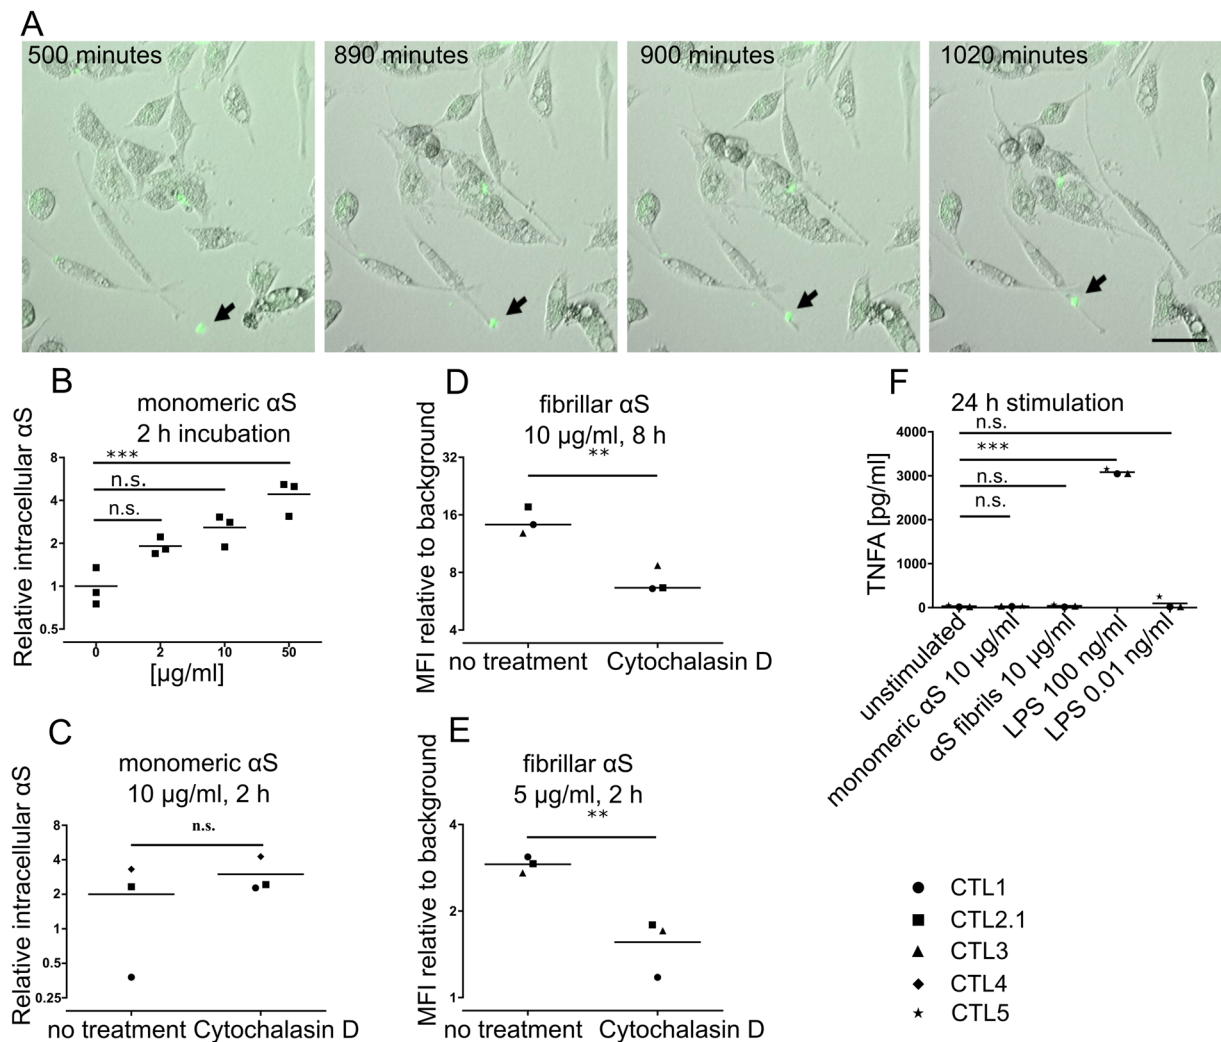 A
500 minutes
890 minutes
900 minutes
1020 minutes
B
monomeric αS
2 h incubation
Relative intracellular αS
***
n.s.
n.s.
8
4
2
1
0.5
0
2
10
50
[µg/ml]
C
monomeric αS
10 µg/ml, 2 h
Relative intracellular αS
n.s.
8
4
2
1
0.5
0.25
no treatment
Cytochalasin D
D
fibrillar αS
10 µg/ml, 8 h
**
MFI relative to background
32
16
8
4
no treatment
Cytochalasin D
E
fibrillar αS
5 µg/ml, 2 h
**
MFI relative to background
4
2
1
no treatment
Cytochalasin D
F
24 h stimulation
n.s.
***
n.s.
n.s.
TNFA [pg/ml]
4000
3000
2000
1000
0
unstimulated
monomeric αS 10 µg/ml
αS fibrils 10 µg/ml
LPS 100 ng/ml
LPS 0.01 ng/ml
CTL1
CTL2.1
CTL3
CTL4
CTL5